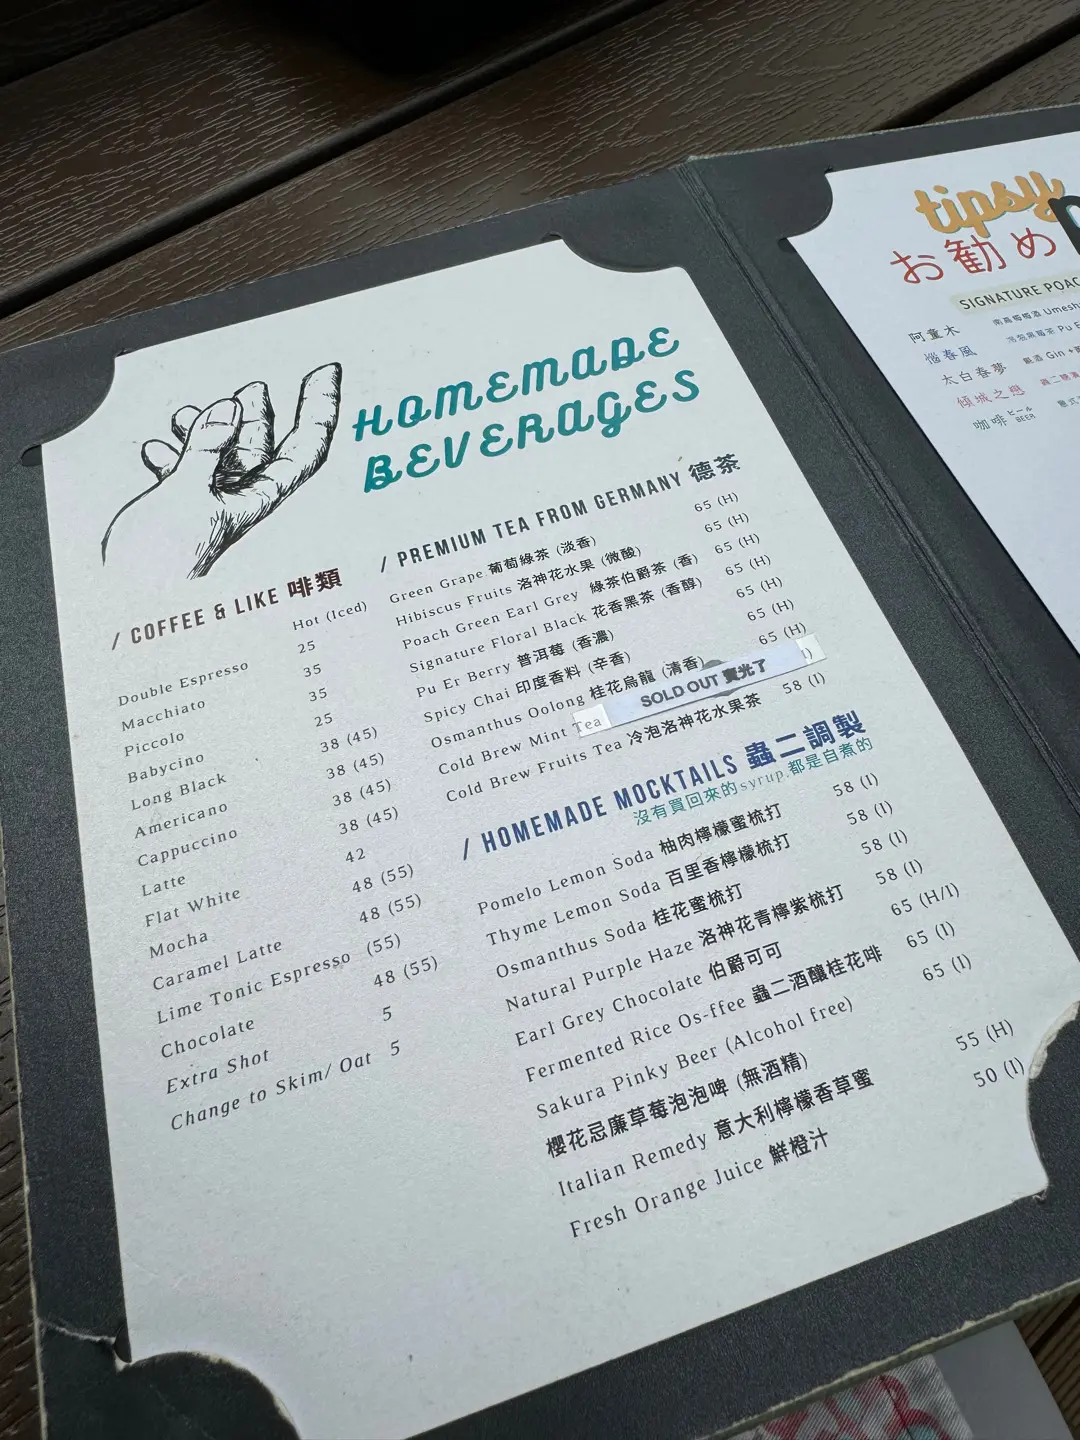 HOMEMADE
BEVERAGES
/ COFFEE & LIKE 啡類
Hot (Iced)
Double Espresso 25
Macchiato 35
Piccolo 35
Babycino 25
Long Black 38 (45)
Americano 38 (45)
Cappuccino 38 (45)
Latte 38 (45)
Flat White 42
Mocha 48 (55)
Caramel Latte 48 (55)
Lime Tonic Espresso (55)
Chocolate 48 (55)
Extra Shot 5
Change to Skim/ Oat 5
/ PREMIUM TEA FROM GERMANY 德茶
Green Grape 葡萄綠茶 (淡香) 65 (H)
Hibiscus Fruits 洛神花水果 (微酸) 65 (H)
Poach Green Earl Grey 綠茶伯爵茶 (香) 65 (H)
Signature Floral Black 花香黑茶 (香醇) 65 (H)
Pu Er Berry 普洱莓 (香濃) 65 (H)
Spicy Chai 印度香料 (辛香) 65 (H)
Osmanthus Oolong 桂花烏龍 (清香) 65 (H)
Cold Brew Mint Tea SOLD OUT 賣光了
Cold Brew Fruits Tea 冷泡洛神花水果茶 58 (I)
/ HOMEMADE MOCKTAILS 蟲二調製
沒有買回來的syrup,都是自煮的
Pomelo Lemon Soda 柚肉檸檬蜜梳打 58 (I)
Thyme Lemon Soda 百里香檸檬梳打 58 (I)
Osmanthus Soda 桂花蜜梳打 58 (I)
Natural Purple Haze 洛神花青檸紫梳打 58 (I)
Earl Grey Chocolate 伯爵可可 65 (H/I)
Fermented Rice Os-ffee 蟲二酒釀桂花啡 65 (I)
Sakura Pinky Beer (Alcohol free) 65 (I)
櫻花忌廉草莓泡泡啤 (無酒精)
Italian Remedy 意大利檸檬香草蜜 55 (H)
Fresh Orange Juice 鮮橙汁 50 (I)
tipsy
お勧め
SIGNATURE POAC
阿童木 Umesh
惱春風 Pu E
太白春夢 Gin
傾城之戀
咖啡 ビール BEER